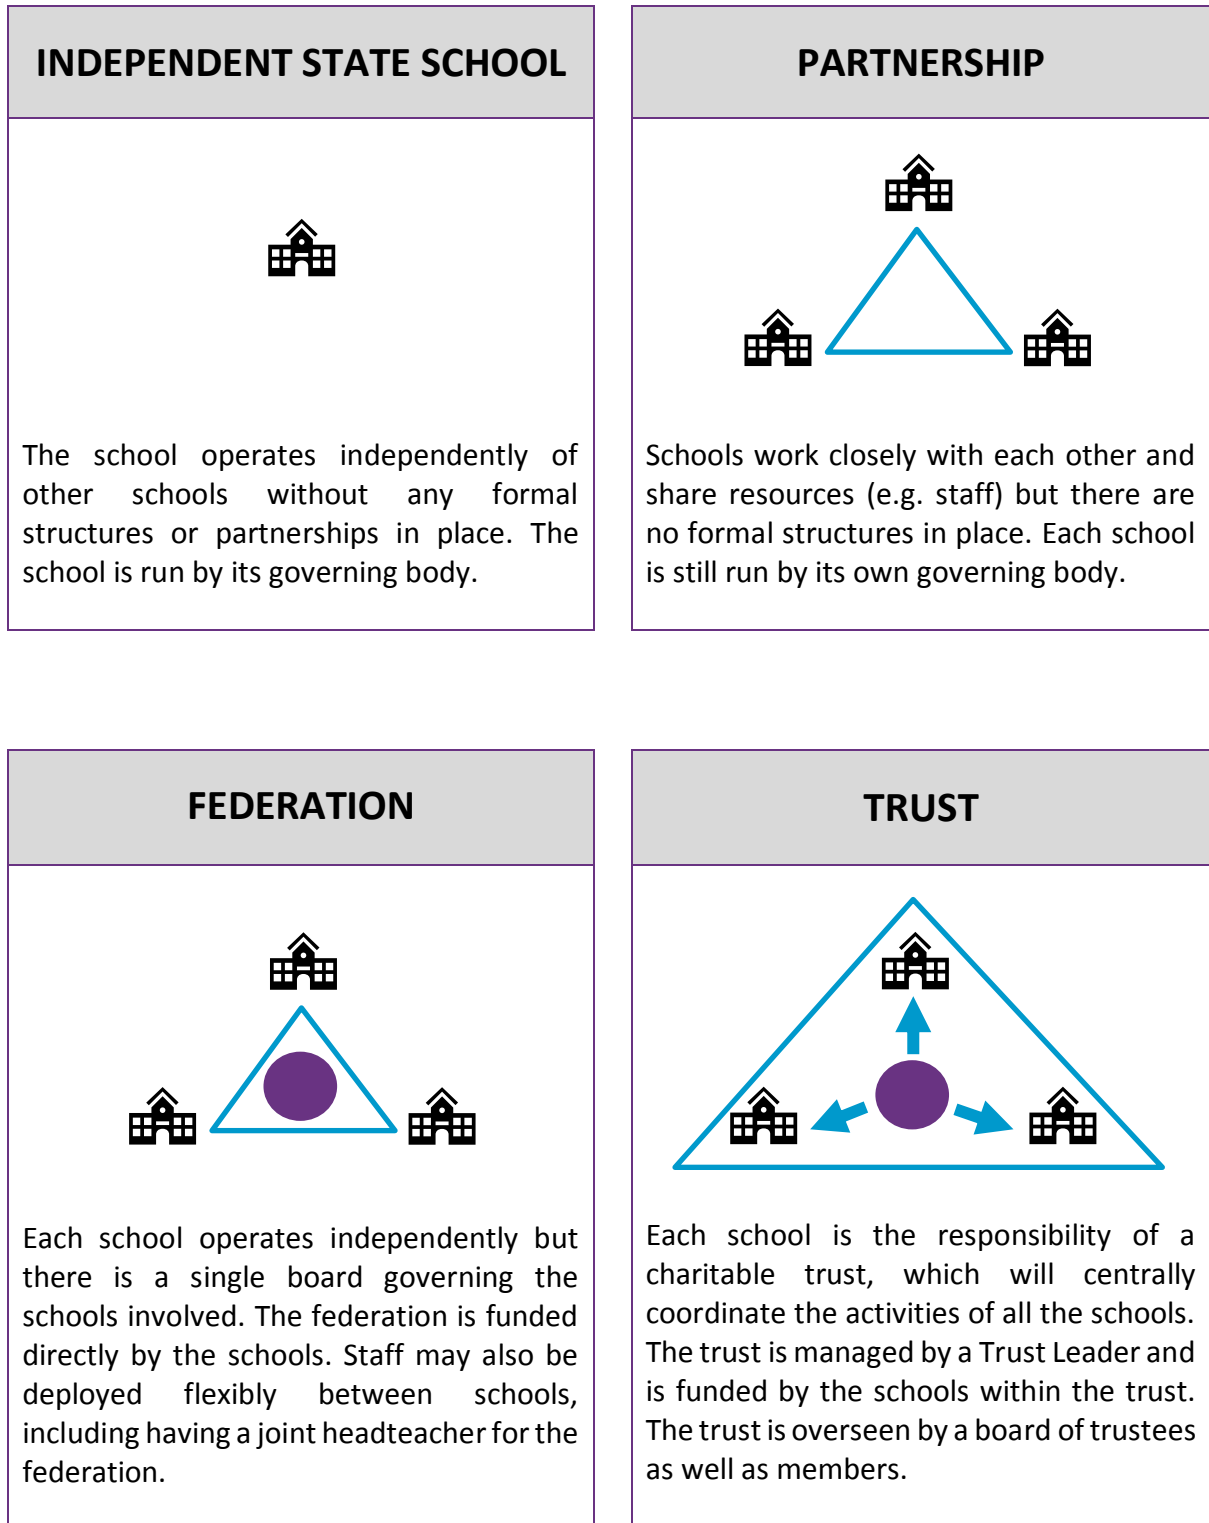 INDEPENDENT STATE SCHOOL
The school operates independently of
other schools without any formal
structures or partnerships in place. The
school is run by its governing body.
PARTNERSHIP
Schools work closely with each other and
share resources (e.g. staff) but there are
no formal structures in place. Each school
is still run by its own governing body.
FEDERATION
Each school operates independently but
there is a single board governing the
schools involved. The federation is funded
directly by the schools. Staff may also be
deployed flexibly between schools,
including having a joint headteacher for the
federation.
TRUST
Each school is the responsibility of a
charitable trust, which will centrally
coordinate the activities of all the schools.
The trust is managed by a Trust Leader and
is funded by the schools within the trust.
The trust is overseen by a board of trustees
as well as members.